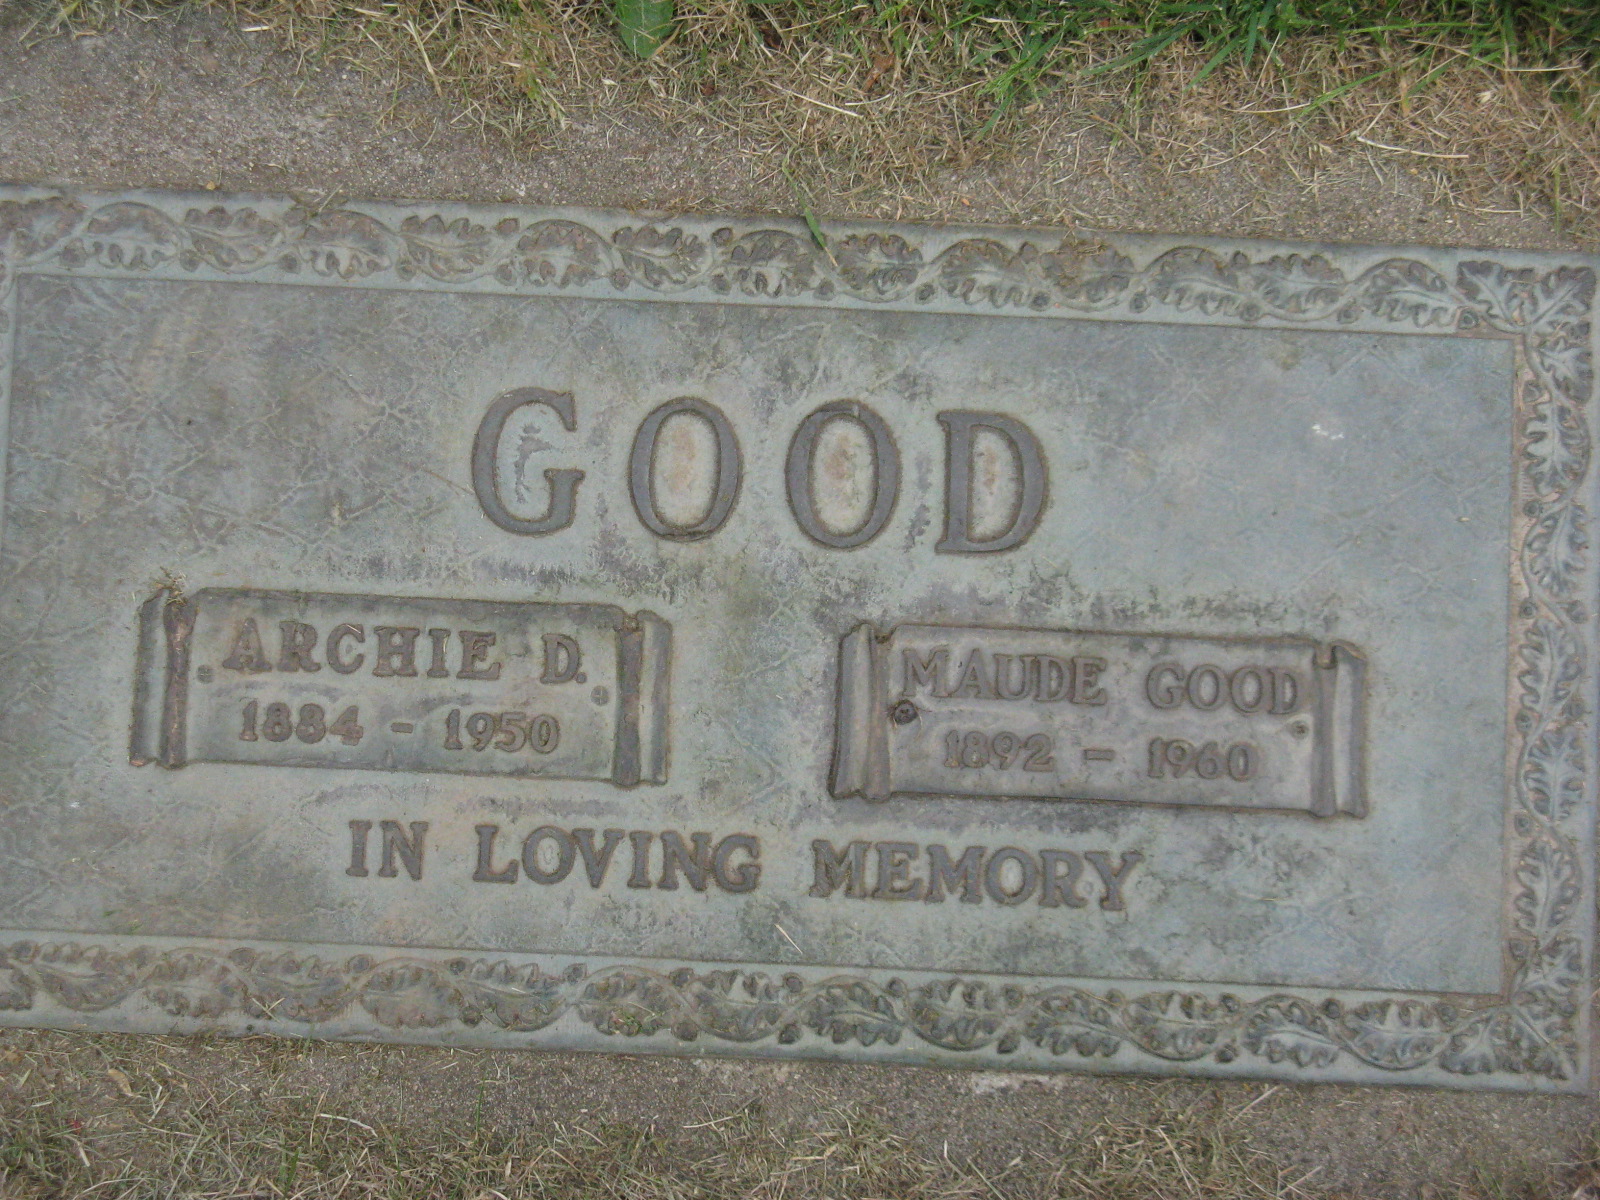 GOOD
ARCHIE D.
1884 - 1950
MAUDE GOOD
1892 - 1960
IN LOVING MEMORY